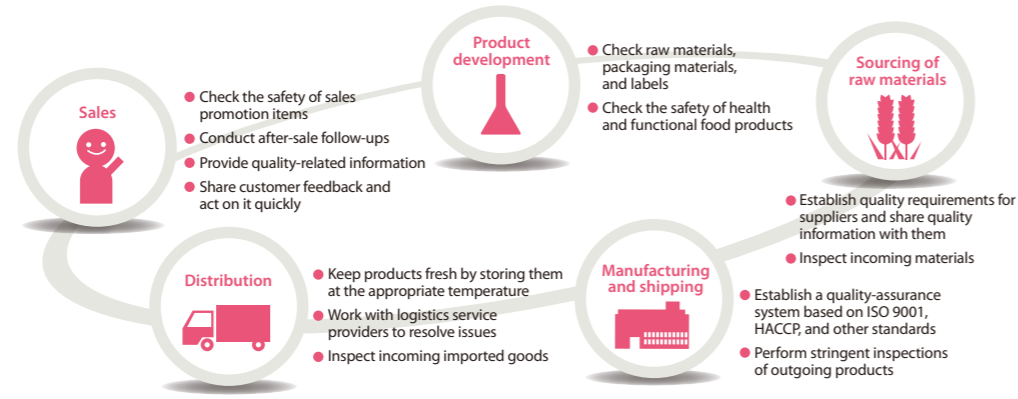 Product
development
● Check raw materials,
packaging materials,
and labels
● Check the safety of health
and functional food products
Sourcing of
raw materials
● Establish quality requirements for
suppliers and share quality
information with them
● Inspect incoming materials
Manufacturing
and shipping
● Establish a quality-assurance
system based on ISO 9001,
HACCP, and other standards
● Perform stringent inspections
of outgoing products
Distribution
● Keep products fresh by storing them
at the appropriate temperature
● Work with logistics service
providers to resolve issues
● Inspect incoming imported goods
Sales
● Check the safety of sales
promotion items
● Conduct after-sale follow-ups
● Provide quality-related information
● Share customer feedback and
act on it quickly